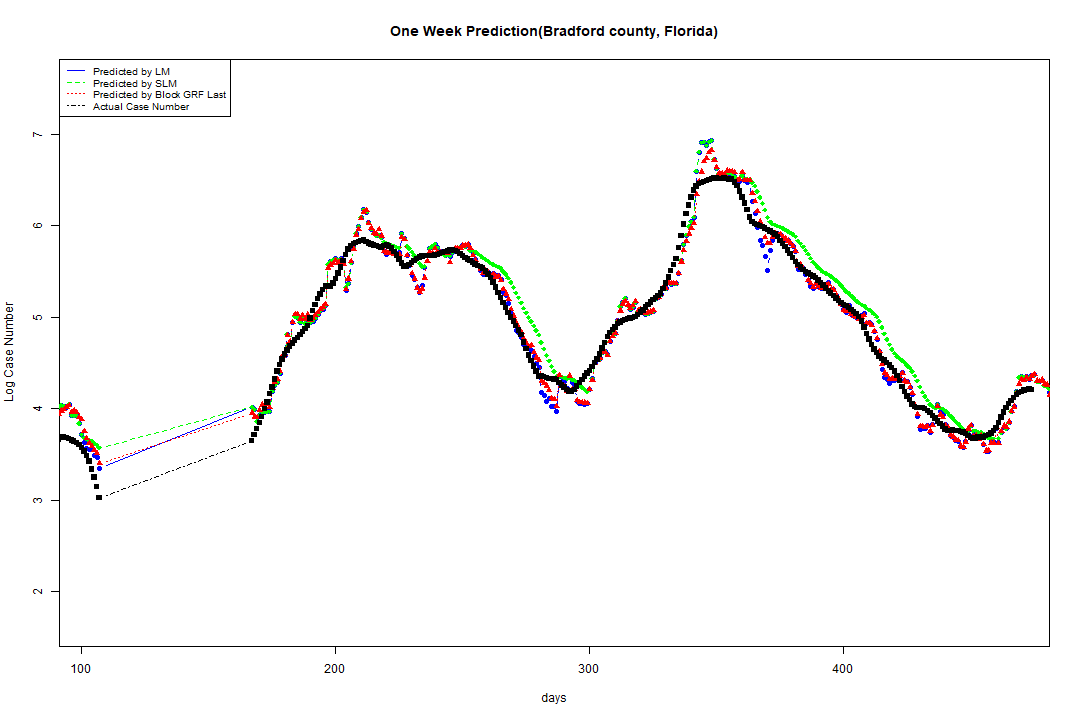 One Week Prediction(Bradford county, Florida)
Predicted by LM
Predicted by SLM
Predicted by Block GRF Last
Actual Case Number
7
6
5
4
3
2
Log Case Number
100 200 300 400
days